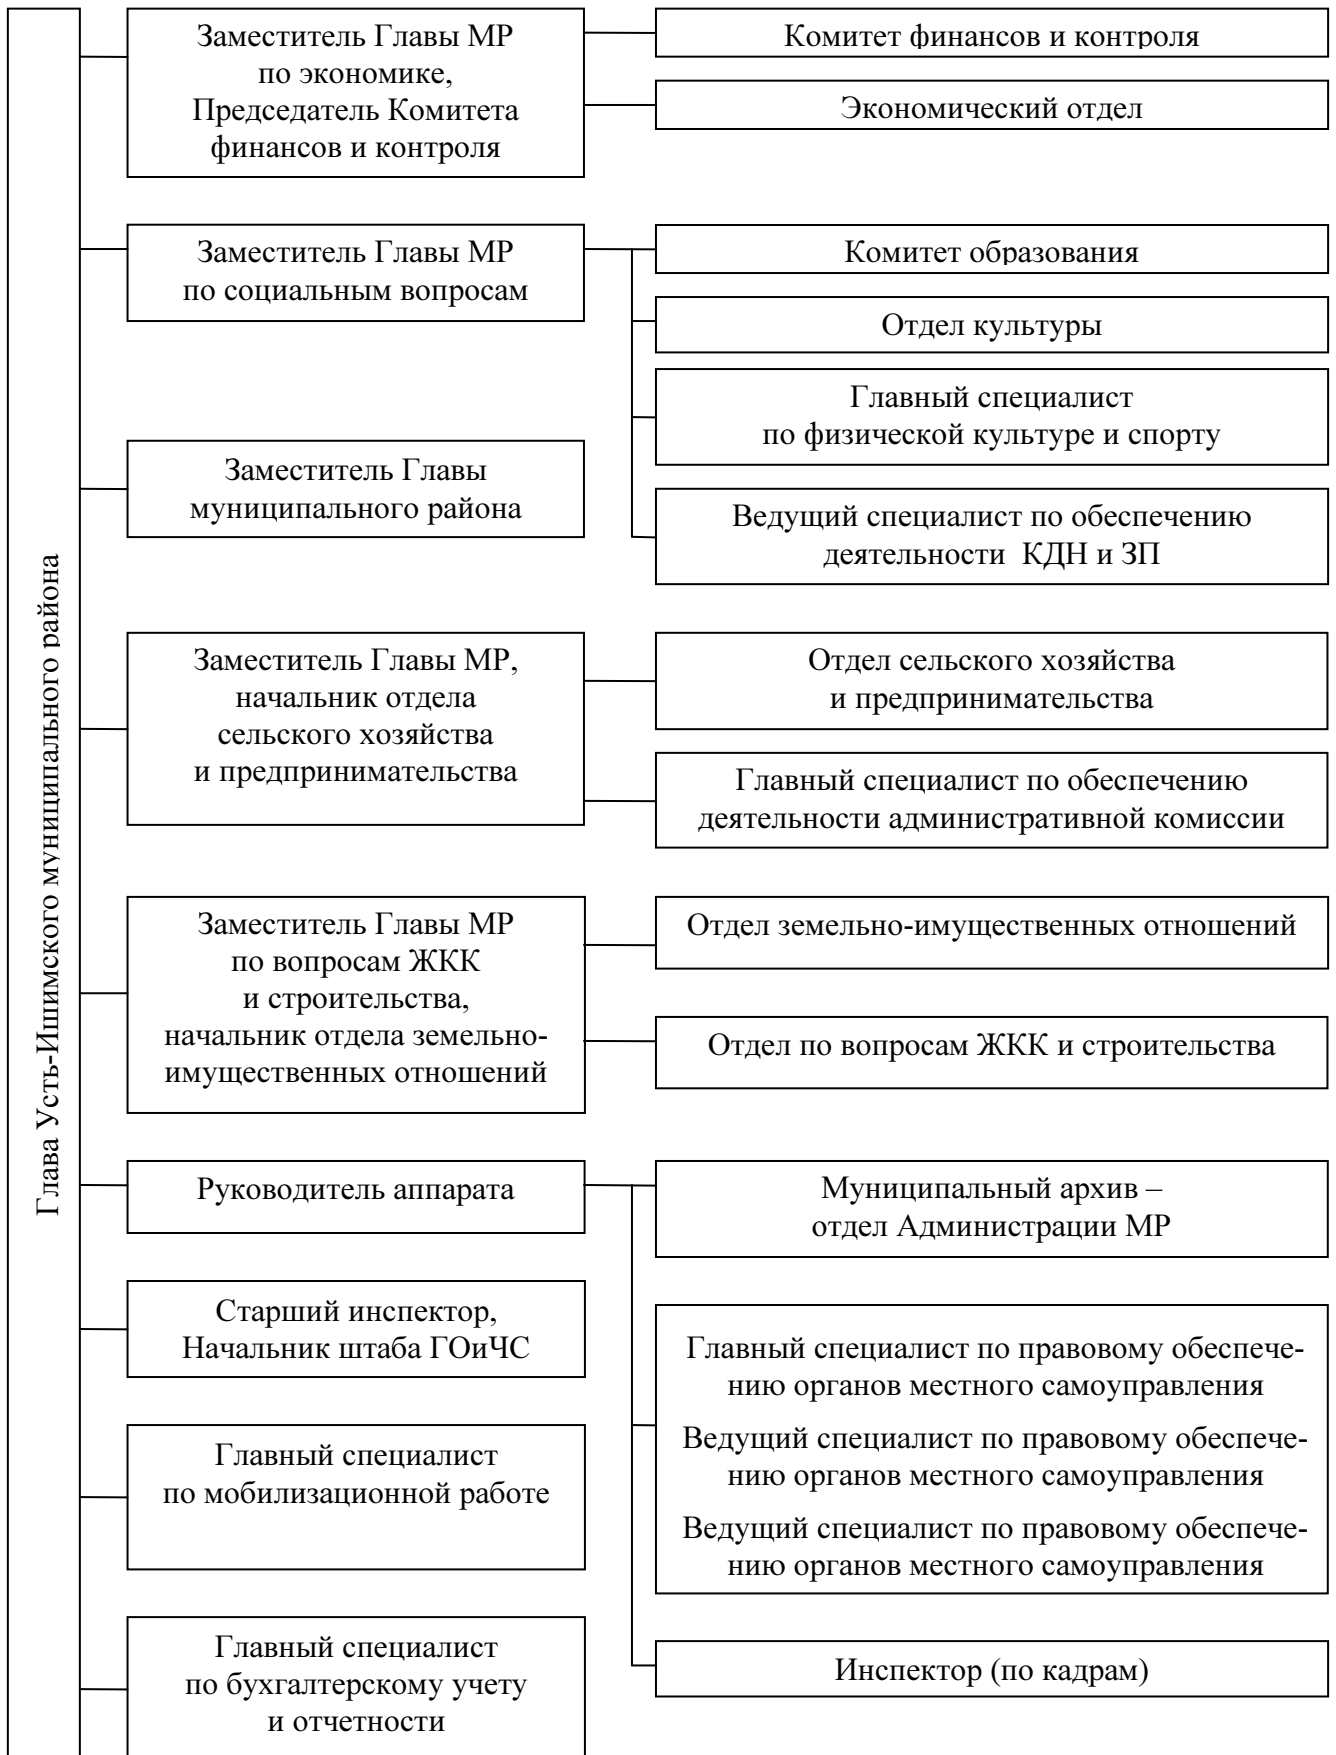 Глава Усть-Ишимского муниципального района
Заместитель Главы МР
по экономике,
Председатель Комитета
финансов и контроля
Комитет финансов и контроля
Экономический отдел
Заместитель Главы МР
по социальным вопросам
Комитет образования
Отдел культуры
Главный специалист
по физической культуре и спорту
Ведущий специалист по обеспечению
деятельности КДН и ЗП
Заместитель Главы
муниципального района
Заместитель Главы МР,
начальник отдела
сельского хозяйства
и предпринимательства
Отдел сельского хозяйства
и предпринимательства
Главный специалист по обеспечению
деятельности административной комиссии
Заместитель Главы МР
по вопросам ЖКК
и строительства,
начальник отдела земельно-
имущественных отношений
Отдел земельно-имущественных отношений
Отдел по вопросам ЖКК и строительства
Руководитель аппарата
Муниципальный архив –
отдел Администрации МР
Главный специалист по правовому обеспече-
нию органов местного самоуправления
Ведущий специалист по правовому обеспече-
нию органов местного самоуправления
Ведущий специалист по правовому обеспече-
нию органов местного самоуправления
Инспектор (по кадрам)
Старший инспектор,
Начальник штаба ГОиЧС
Главный специалист
по мобилизационной работе
Главный специалист
по бухгалтерскому учету
и отчетности